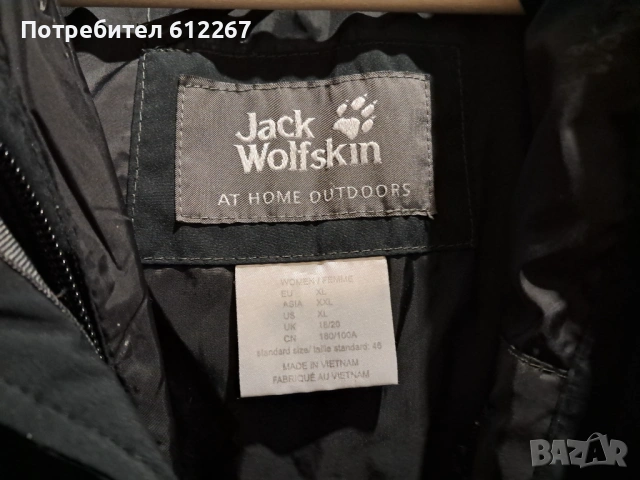 Потребител 612267
Jack
Wolfskin
AT HOME OUTDOORS
WOMEN / FEMME
EU XL
ASIA XXL
US XL
UK 18/20
CN 180/100A
standard size/ taille standard: 46
MADE IN VIETNAM
FABRIQUÉ AU VIETNAM
BAZAR